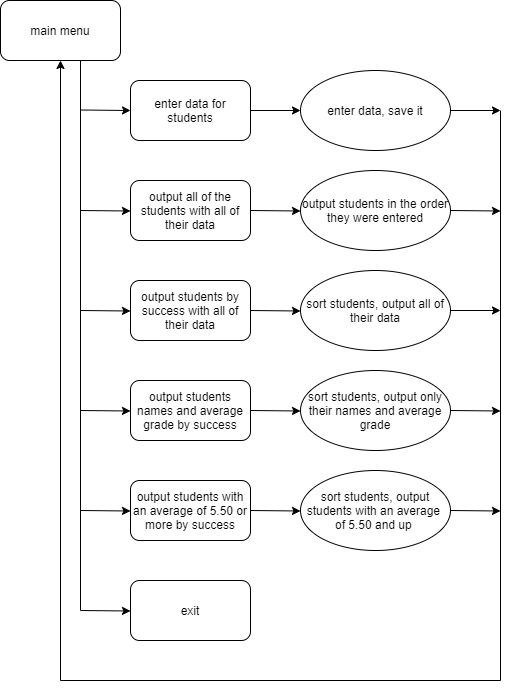 main menu
enter data for
students
enter data, save it
output all of the
students with all of
their data
output students in the order
they were entered
output students by
success with all of
their data
sort students, output all of
their data
output students
names and average
grade by success
sort students, output only
their names and average
grade
output students with
an average of 5.50 or
more by success
sort students, output
students with an average
of 5.50 and up
exit